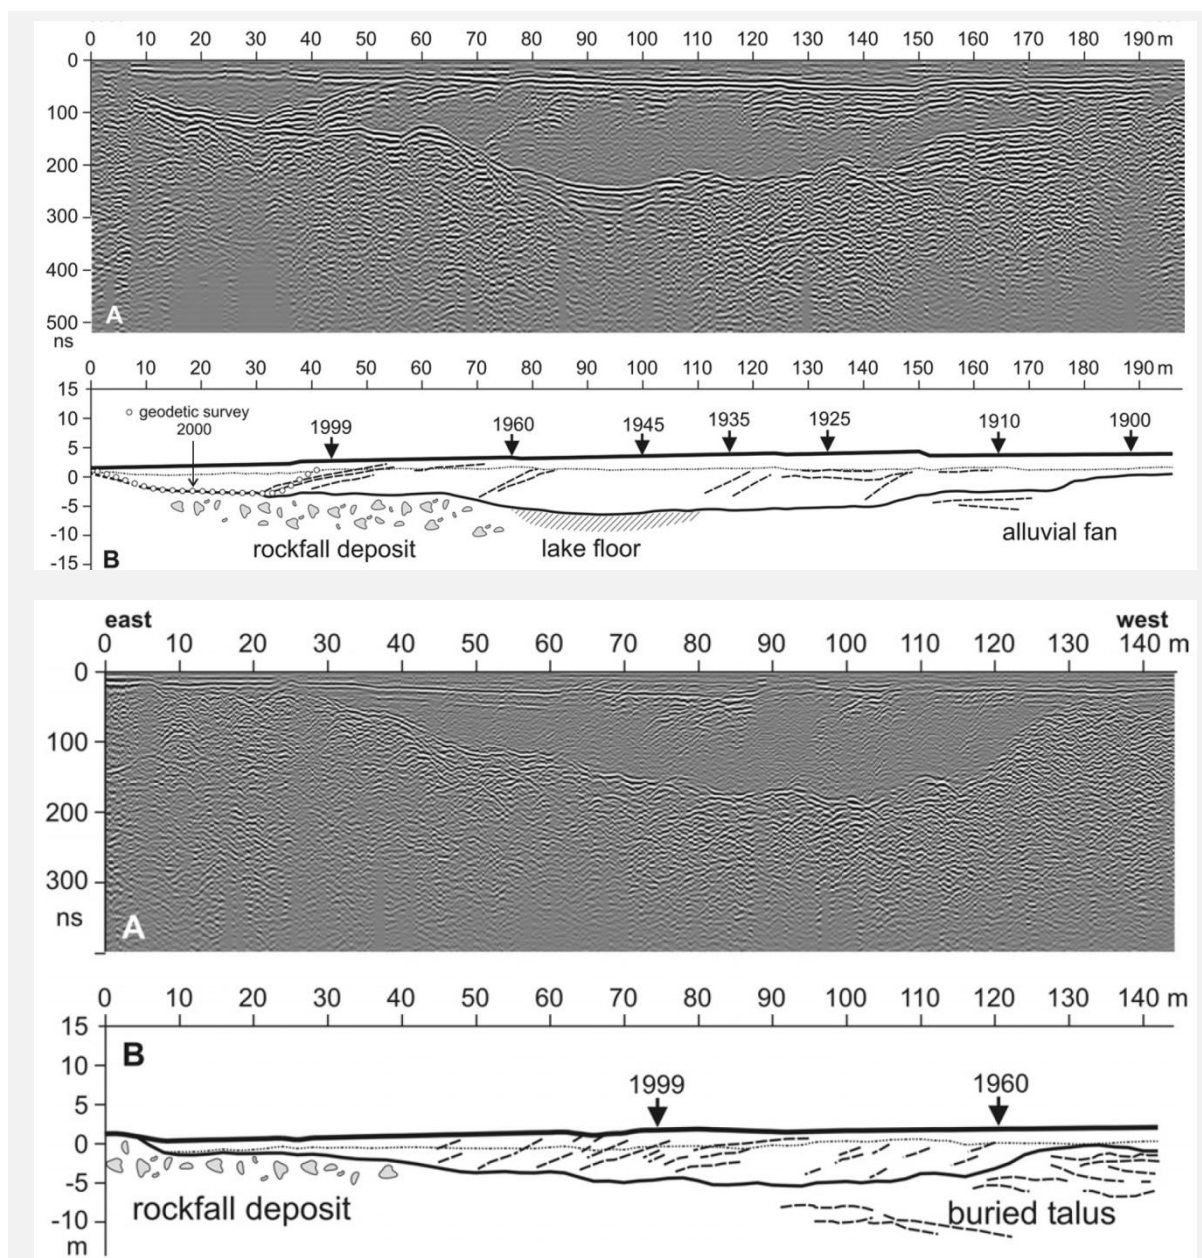 0 10 20 30 40 50 60 70 80 90 100 110 120 130 140 150 160 170 180 190 m
0
100
200
300
400
500
ns
A
0 10 20 30 40 50 60 70 80 90 100 110 120 130 140 150 160 170 180 190 m
15
10
5
0
-5
-10
-15
geodetic survey
2000
1999 1960 1945 1935 1925 1910 1900
rockfall deposit lake floor alluvial fan
B
east west
0 10 20 30 40 50 60 70 80 90 100 110 120 130 140 m
0
100
200
300
ns
A
0 10 20 30 40 50 60 70 80 90 100 110 120 130 140 m
15
10
5
0
-5
-10
m
B
1999 1960
rockfall deposit buried talus